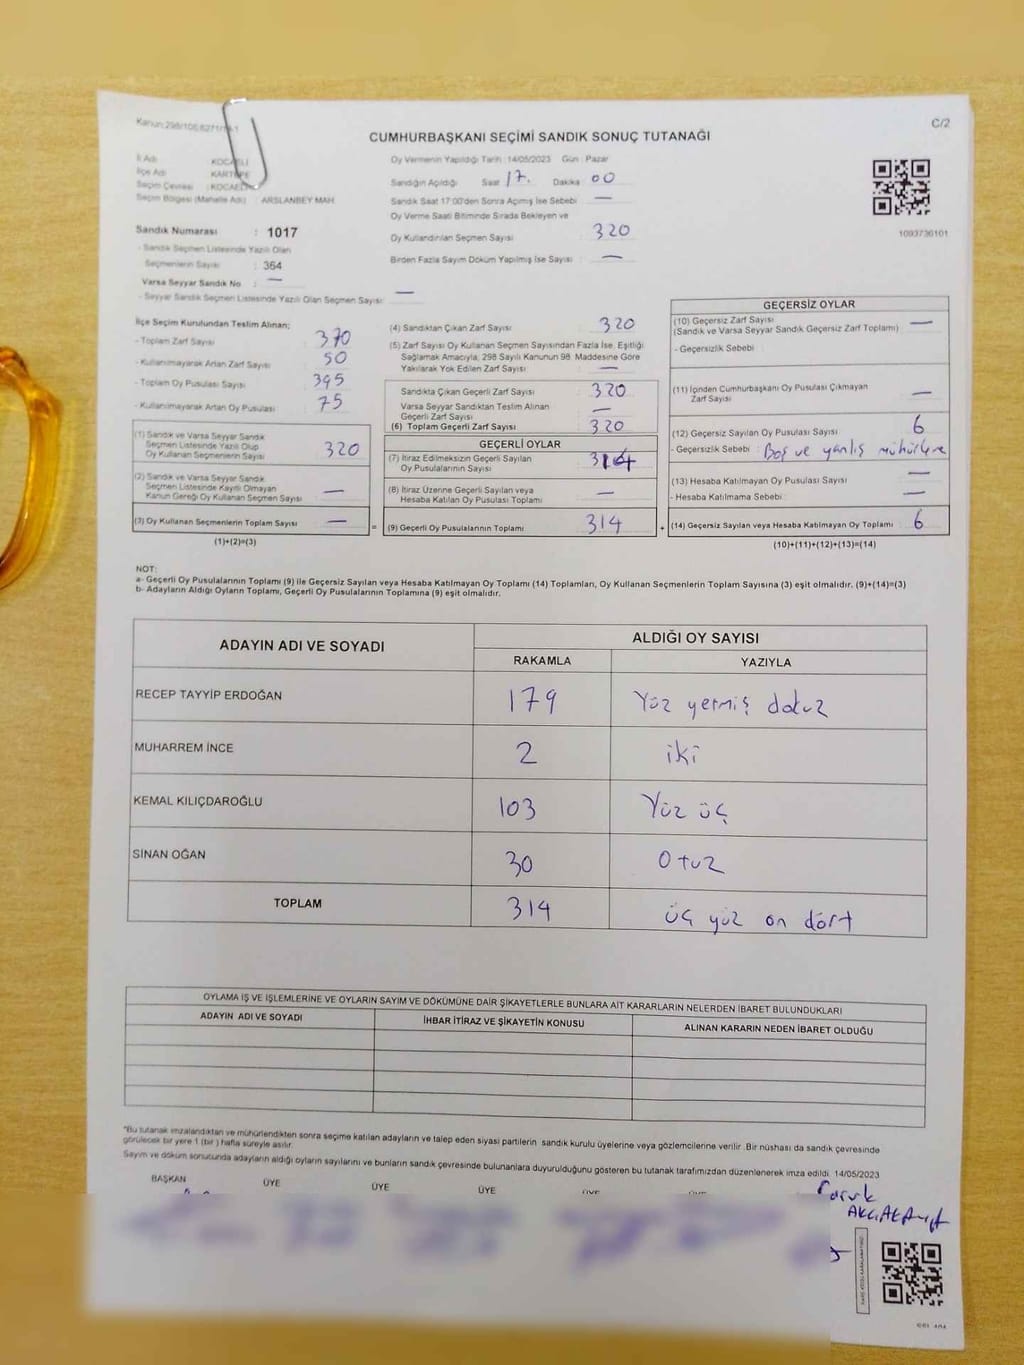 Kanun:298/105,6271/19-1
C/2
CUMHURBAŞKANI SEÇİMİ SANDIK SONUÇ TUTANAĞI
İl Adı : KOCAELİ
İlçe Adı : KARTEPE
Seçim Çevresi : KOCAELİ
Seçim Bölgesi (Mahalle Adı) : ARSLANBEY MAH
Sandık Numarası : 1017
- Sandık Seçmen Listesinde Yazılı Olan
Seçmenlerin Sayısı : 364
Varsa Seyyar Sandık No : —
- Seyyar Sandık Seçmen Listesinde Yazılı Olan Seçmen Sayısı : —
Oy Vermenin Yapıldığı Tarih : 14/05/2023 Gün : Pazar
Sandığın Açıldığı Saat 17. Dakika 00
Sandık Saat 17:00'den Sonra Açımış İse Sebebi : —
Oy Verme Saati Bitiminde Sırada Bekleyen ve
Oy Kullandırılan Seçmen Sayısı : 320
Birden Fazla Sayım Döküm Yapılmış İse Sayısı : —
1093736101
İlçe Seçim Kurulundan Teslim Alınan;
- Toplam Zarf Sayısı : 370
- Kullanılmayarak Artan Zarf Sayısı : 50
- Toplam Oy Pusulası Sayısı : 395
- Kullanılmayarak Artan Oy Pusulası : 75
(1) Sandık ve Varsa Seyyar Sandık
Seçmen Listesinde Yazılı Olup
Oy Kullanan Seçmenlerin Sayısı : 320
(2) Sandık ve Varsa Seyyar Sandık
Seçmen Listesinde Kayıtlı Olmayan
Kanun Gereği Oy Kullanan Seçmen Sayısı : —
(3) Oy Kullanan Seçmenlerin Toplam Sayısı : —
(1)+(2)=(3)
=
(4) Sandıktan Çıkan Zarf Sayısı : 320
(5) Zarf Sayısı Oy Kullanan Seçmen Sayısından Fazla İse, Eşitliği
Sağlamak Amacıyla, 298 Sayılı Kanunun 98. Maddesine Göre
Yakılarak Yok Edilen Zarf Sayısı : —
Sandıkta Çıkan Geçerli Zarf Sayısı : 320
Varsa Seyyar Sandıktan Teslim Alınan
Geçerli Zarf Sayısı : —
(6) Toplam Geçerli Zarf Sayısı : 320
GEÇERLİ OYLAR
(7) İtiraz Edilmeksizin Geçerli Sayılan
Oy Pusulalarının Sayısı : 314
(8) İtiraz Üzerine Geçerli Sayılan veya
Hesaba Katılan Oy Pusulası Toplamı : —
(9) Geçerli Oy Pusulalarının Toplamı : 314
+
GEÇERSİZ OYLAR
(10) Geçersiz Zarf Sayısı : —
(Sandık ve Varsa Seyyar Sandık Geçersiz Zarf Toplamı)
- Geçersizlik Sebebi :
(11) İçinden Cumhurbaşkanı Oy Pusulası Çıkmayan
Zarf Sayısı : —
(12) Geçersiz Sayılan Oy Pusulası Sayısı : 6
- Geçersizlik Sebebi : Boş ve yanlış mühürleme
(13) Hesaba Katılmayan Oy Pusulası Sayısı : —
- Hesaba Katılmama Sebebi : —
(14) Geçersiz Sayılan veya Hesaba Katılmayan Oy Toplamı : 6
(10)+(11)+(12)+(13)=(14)
NOT:
a- Geçerli Oy Pusulalarının Toplamı (9) ile Geçersiz Sayılan veya Hesaba Katılmayan Oy Toplamı (14) Toplamları, Oy Kullanan Seçmenlerin Toplam Sayısına (3) eşit olmalıdır. (9)+(14)=(3)
b- Adayların Aldığı Oyların Toplamı, Geçerli Oy Pusulalarının Toplamına (9) eşit olmalıdır.
ADAYIN ADI VE SOYADI
ALDIĞI OY SAYISI
RAKAMLA YAZIYLA
RECEP TAYYİP ERDOĞAN 179 Yüz yetmiş dokuz
MUHARREM İNCE 2 iki
KEMAL KILIÇDAROĞLU 103 Yüz üç
SİNAN OĞAN 30 Otuz
TOPLAM 314 üç yüz on dört
OYLAMA İŞ VE İŞLEMLERİNE VE OYLARIN SAYIM VE DÖKÜMÜNE DAİR ŞİKAYETLERLE BUNLARA AİT KARARLARIN NELERDEN İBARET BULUNDUKLARI
ADAYIN ADI VE SOYADI İHBAR İTİRAZ VE ŞİKAYETİN KONUSU ALINAN KARARIN NEDEN İBARET OLDUĞU
"Bu tutanak imzalandıktan ve mühürlendikten sonra seçime katılan adayların ve talep eden siyasi partilerin sandık kurulu üyelerine veya gözlemcilerine verilir. Bir nüshası da sandık çevresinde
görülecek bir yere 1 (bir ) hafta süreyle asılır.
Sayım ve döküm sonucunda adayların aldığı oyların sayılarını ve bunların sandık çevresinde bulunanlara duyurulduğunu gösteren bu tutanak tarafımızdan düzenlenerek imza edildi. 14/05/2023
BAŞKAN ÜYE ÜYE ÜYE ÜYE ÜYE